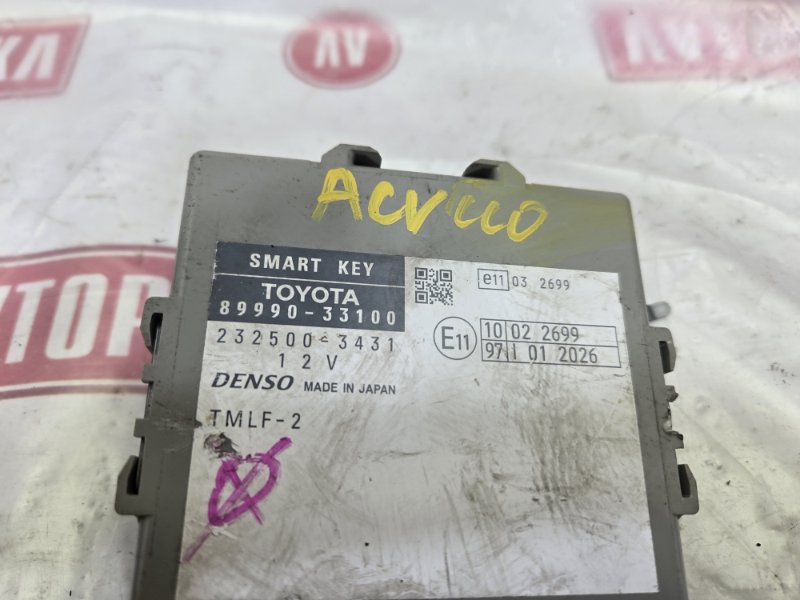 AV
ACV40
SMART KEY
TOYOTA
89990-33100
232500-3431
12V
DENSO MADE IN JAPAN
TMLF-2
e11 03 2699
E11
10 02 2699
97 I 01 2026